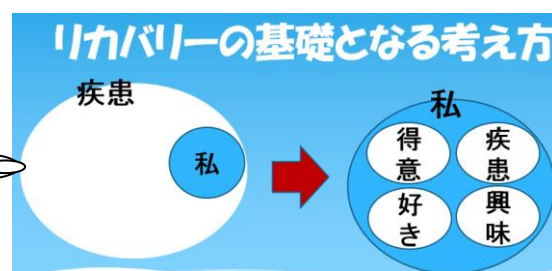 リカバリーの基礎となる考え方
疾患
私
私
得意
疾患
好き
興味